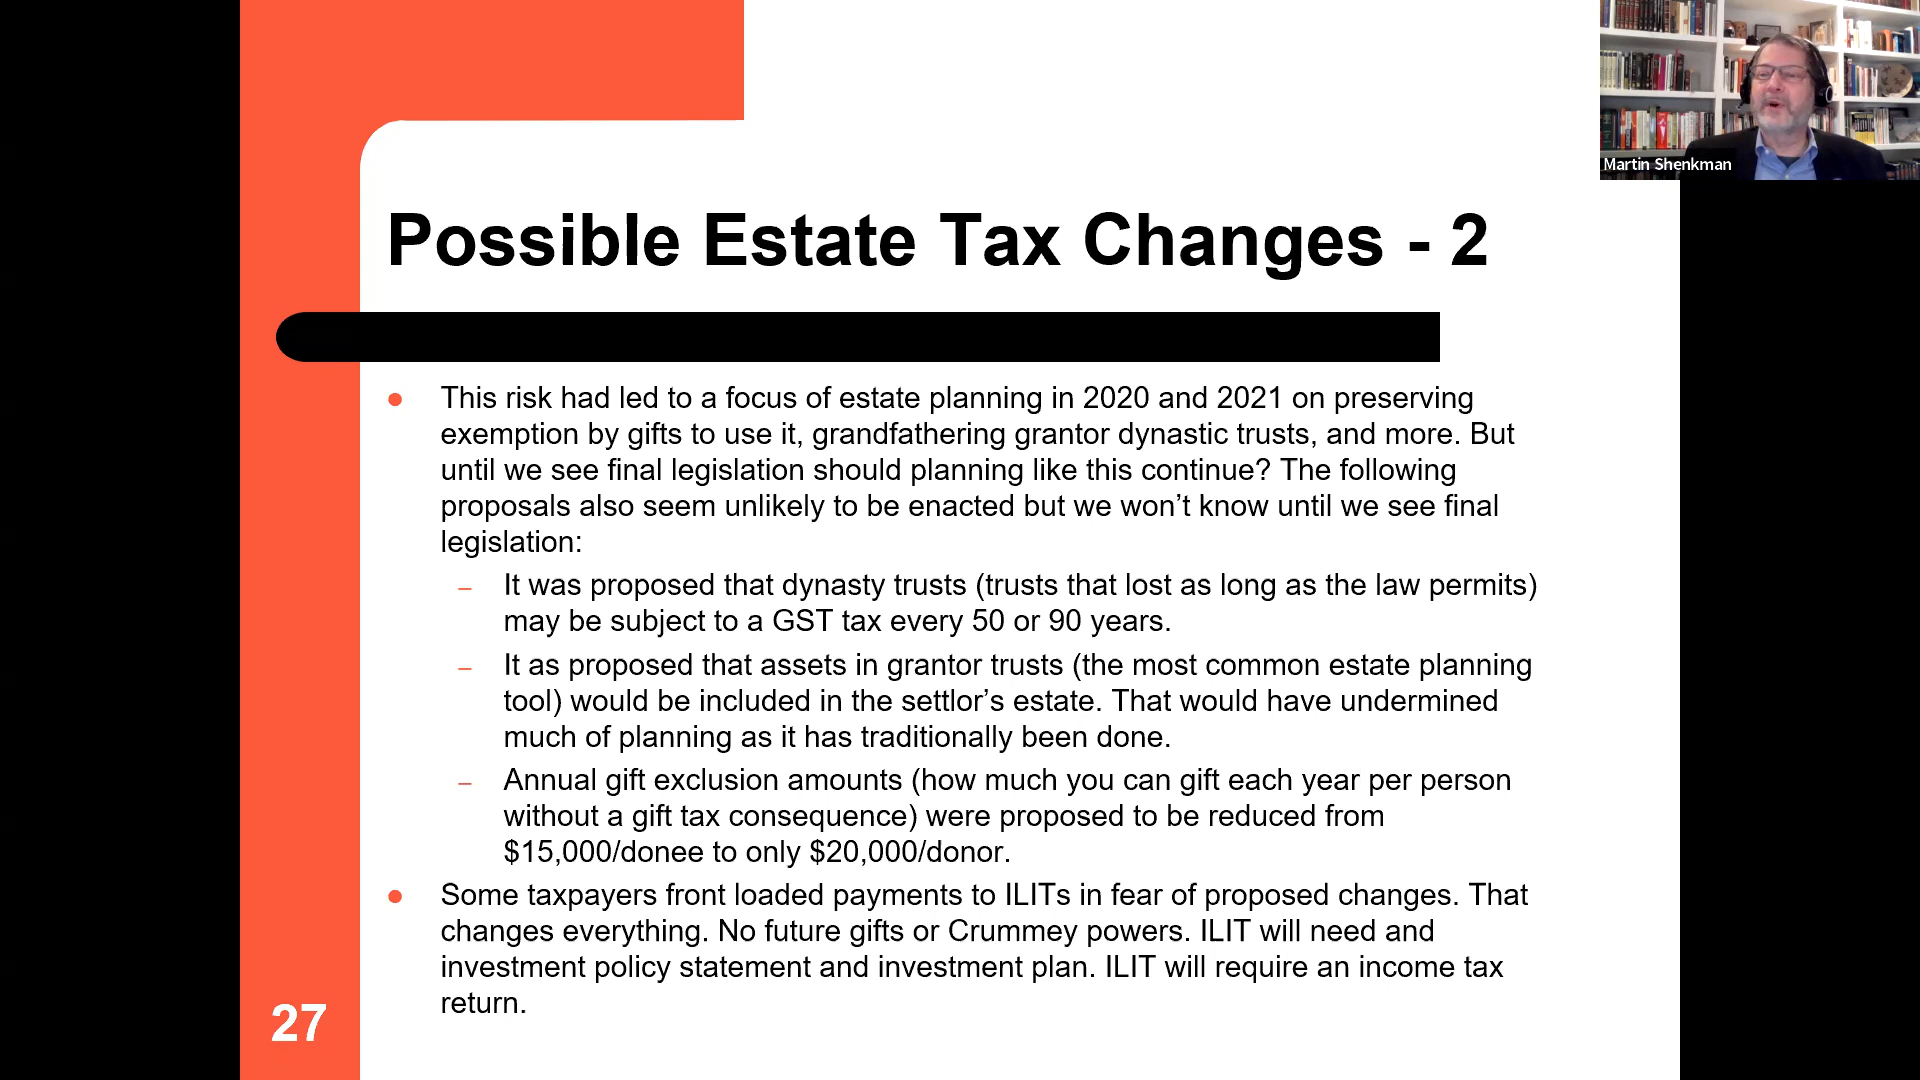 Martin Shenkman
Possible Estate Tax Changes - 2
This risk had led to a focus of estate planning in 2020 and 2021 on preserving
exemption by gifts to use it, grandfathering grantor dynastic trusts, and more. But
until we see final legislation should planning like this continue? The following
proposals also seem unlikely to be enacted but we won’t know until we see final
legislation:
– It was proposed that dynasty trusts (trusts that lost as long as the law permits)
may be subject to a GST tax every 50 or 90 years.
– It as proposed that assets in grantor trusts (the most common estate planning
tool) would be included in the settlor’s estate. That would have undermined
much of planning as it has traditionally been done.
– Annual gift exclusion amounts (how much you can gift each year per person
without a gift tax consequence) were proposed to be reduced from
$15,000/donee to only $20,000/donor.
Some taxpayers front loaded payments to ILITs in fear of proposed changes. That
changes everything. No future gifts or Crummey powers. ILIT will need and
investment policy statement and investment plan. ILIT will require an income tax
return.
27